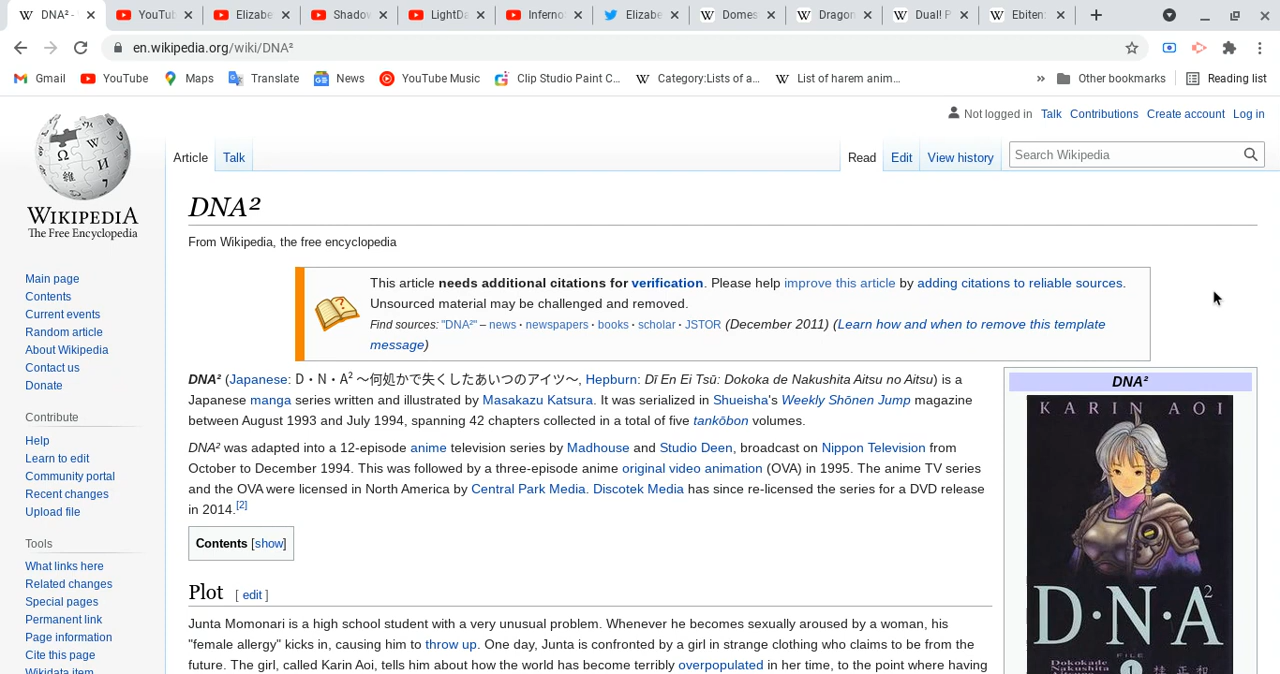 DNA² -
YouTub
Elizabe
Shadow
LightDa
Inferno
Elizabe
Domes
Dragon
Dual! P
Ebiten:
en.wikipedia.org/wiki/DNA²
Gmail
YouTube
Maps
Translate
News
YouTube Music
Clip Studio Paint C...
Category:Lists of a...
List of harem anim...
»
Other bookmarks
Reading list
Not logged in Talk Contributions Create account Log in
Article Talk
Read Edit View history
Search Wikipedia
WIKIPEDIA
The Free Encyclopedia
Main page
Contents
Current events
Random article
About Wikipedia
Contact us
Donate
Contribute
Help
Learn to edit
Community portal
Recent changes
Upload file
Tools
What links here
Related changes
Special pages
Permanent link
Page information
Cite this page
Wikidata item
DNA²
From Wikipedia, the free encyclopedia
This article needs additional citations for verification. Please help improve this article by adding citations to reliable sources.
Unsourced material may be challenged and removed.
Find sources: "DNA²" – news · newspapers · books · scholar · JSTOR (December 2011) (Learn how and when to remove this template
message)
DNA² (Japanese: D・N・A² 〜何処かで失くしたあいつのアイツ〜, Hepburn: Dī En Ei Tsū: Dokoka de Nakushita Aitsu no Aitsu) is a
Japanese manga series written and illustrated by Masakazu Katsura. It was serialized in Shueisha's Weekly Shōnen Jump magazine
between August 1993 and July 1994, spanning 42 chapters collected in a total of five tankōbon volumes.
DNA² was adapted into a 12-episode anime television series by Madhouse and Studio Deen, broadcast on Nippon Television from
October to December 1994. This was followed by a three-episode anime original video animation (OVA) in 1995. The anime TV series
and the OVA were licensed in North America by Central Park Media. Discotek Media has since re-licensed the series for a DVD release
in 2014.[2]
Contents [show]
Plot [ edit ]
Junta Momonari is a high school student with a very unusual problem. Whenever he becomes sexually aroused by a woman, his
"female allergy" kicks in, causing him to throw up. One day, Junta is confronted by a girl in strange clothing who claims to be from the
future. The girl, called Karin Aoi, tells him about how the world has become terribly overpopulated in her time, to the point where having
DNA²
KARIN AOI
D·N·A²
Dokokade
Nakushita
FILE
1
桂正和